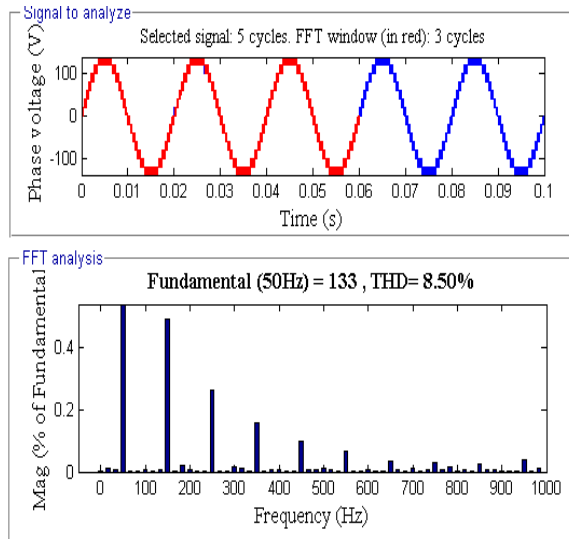 Signal to analyze
Selected signal: 5 cycles. FFT window (in red): 3 cycles
Phase voltage (V)
100
0
-100
0 0.01 0.02 0.03 0.04 0.05 0.06 0.07 0.08 0.09 0.1
Time (s)
FFT analysis
Fundamental (50Hz) = 133 , THD= 8.50%
Mag (% of Fundamental
0.4
0.2
0
0 100 200 300 400 500 600 700 800 900 1000
Frequency (Hz)